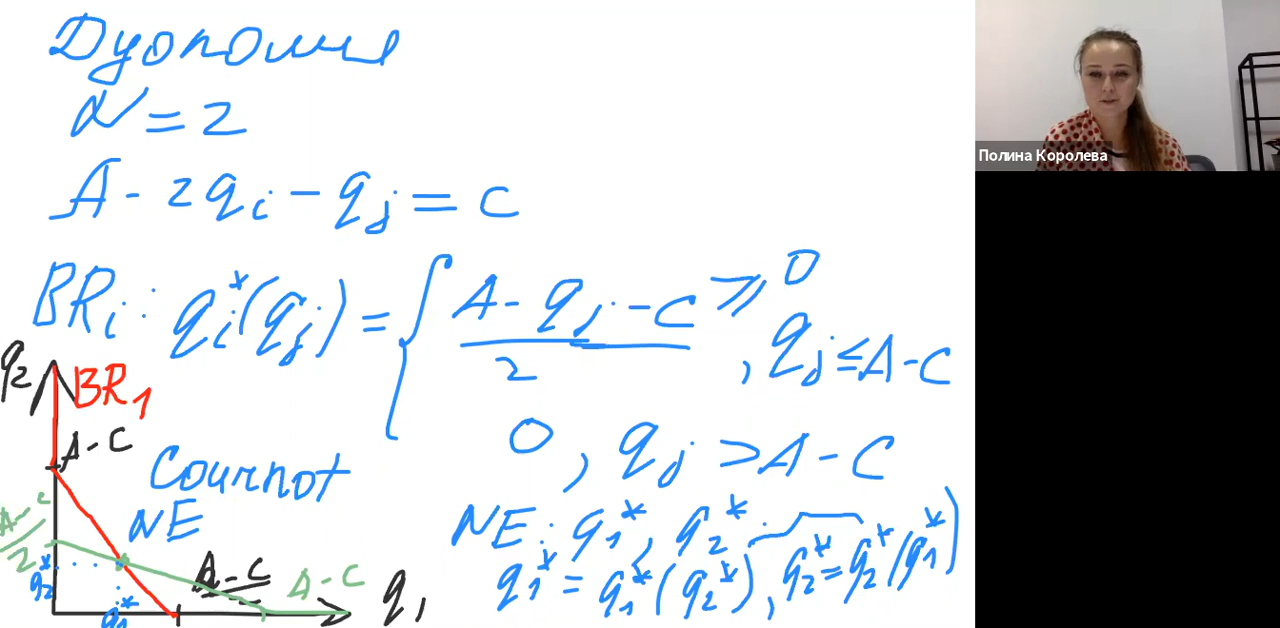 Дуополия
N = 2
A - 2qi - qj = c
BRi: qi*(qj) = { (A - qj - c)/2 ≥ 0, qj ≤ A - c
0, qj > A - c
q2
BR1
A - c
Cournot
NE
A - c
2
q2*
q1*
A - c
A - c
q1
NE: q1*, q2*:
q1* = q1*(q2*), q2* = q2*(q1*)
Полина Королева